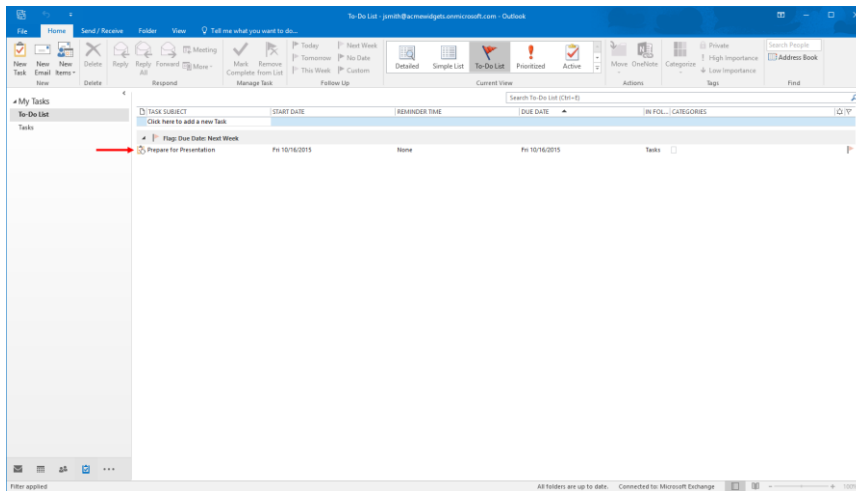 To-Do List - jsmith@acmewidgets.onmicrosoft.com - Outlook
File Home Send / Receive Folder View Tell me what you want to do...
New Task
New Email
New Items
Delete
Reply
Reply All
Forward
Meeting
More
Mark Complete
Remove from List
Today
Tomorrow
This Week
Next Week
No Date
Custom
Detailed
Simple List
To-Do List
Prioritized
Active
Move
OneNote
Categorize
Private
High Importance
Low Importance
Search People
Address Book
New Delete Respond Manage Task Follow Up Current View Actions Tags Find
My Tasks
To-Do List
Tasks
Search To-Do List (Ctrl+E)
TASK SUBJECT START DATE REMINDER TIME DUE DATE IN FOL... CATEGORIES
Click here to add a new Task
Flag: Due Date: Next Week
Prepare for Presentation Fri 10/16/2015 None Fri 10/16/2015 Tasks
Filter applied All folders are up to date. Connected to: Microsoft Exchange 100%